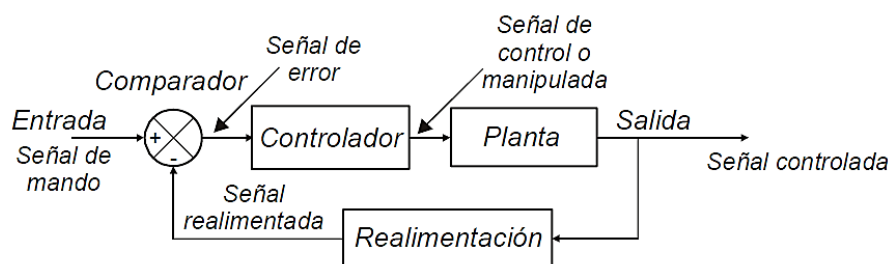 Señal de
error
Señal de
control o
manipulada
Comparador
Entrada
+
-
Señal de
mando
Controlador
Planta
Salida
Señal controlada
Señal
realimentada
Realimentación